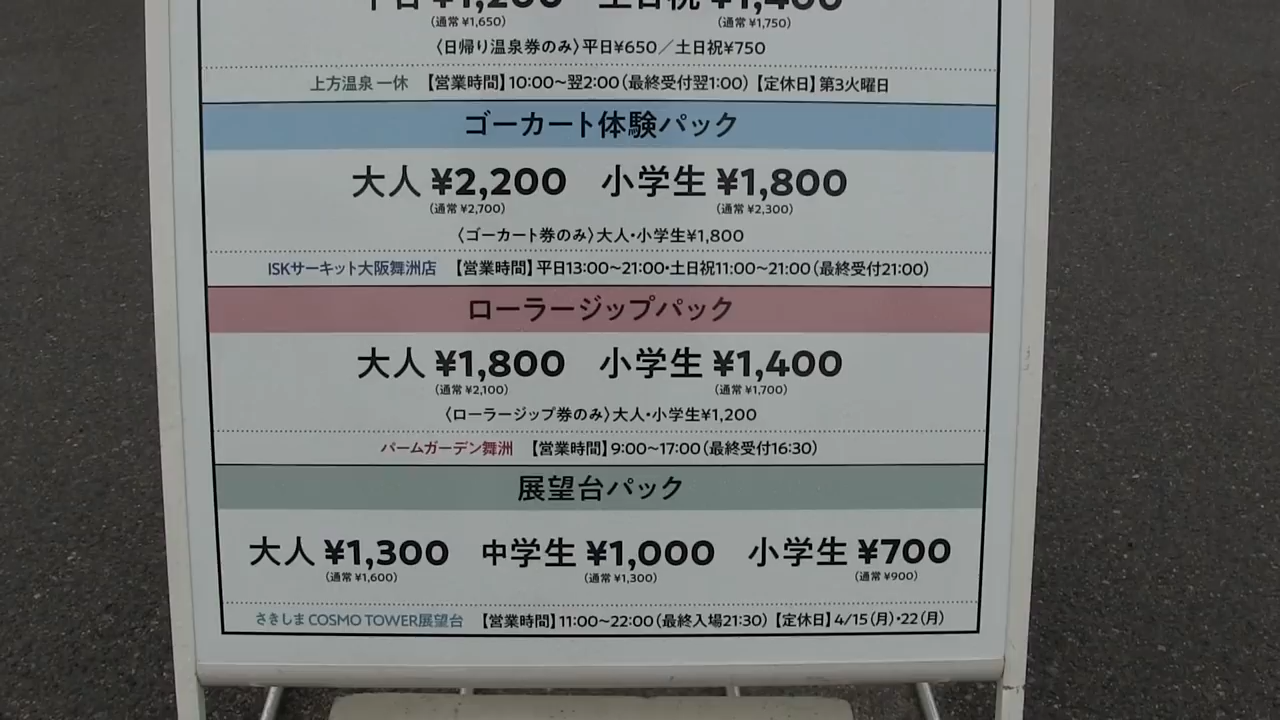 平日¥1,200 土日祝¥1,400
(通常 ¥1,650) (通常 ¥1,750)
〈日帰り温泉券のみ〉平日¥650／土日祝¥750
上方温泉 一休 【営業時間】10:00~翌2:00(最終受付翌1:00)【定休日】第3火曜日
ゴーカート体験パック
大人 ¥2,200 小学生 ¥1,800
(通常 ¥2,700) (通常 ¥2,300)
〈ゴーカート券のみ〉大人・小学生¥1,800
ISKサーキット大阪舞洲店 【営業時間】平日13:00~21:00・土日祝11:00~21:00(最終受付21:00)
ローラージップパック
大人 ¥1,800 小学生 ¥1,400
(通常 ¥2,100) (通常 ¥1,700)
〈ローラージップ券のみ〉大人・小学生¥1,200
パームガーデン舞洲 【営業時間】9:00~17:00(最終受付16:30)
展望台パック
大人 ¥1,300 中学生 ¥1,000 小学生 ¥700
(通常 ¥1,600) (通常 ¥1,300) (通常 ¥900)
さきしま COSMO TOWER展望台 【営業時間】11:00~22:00(最終入場21:30)【定休日】4/15(月)・22(月)